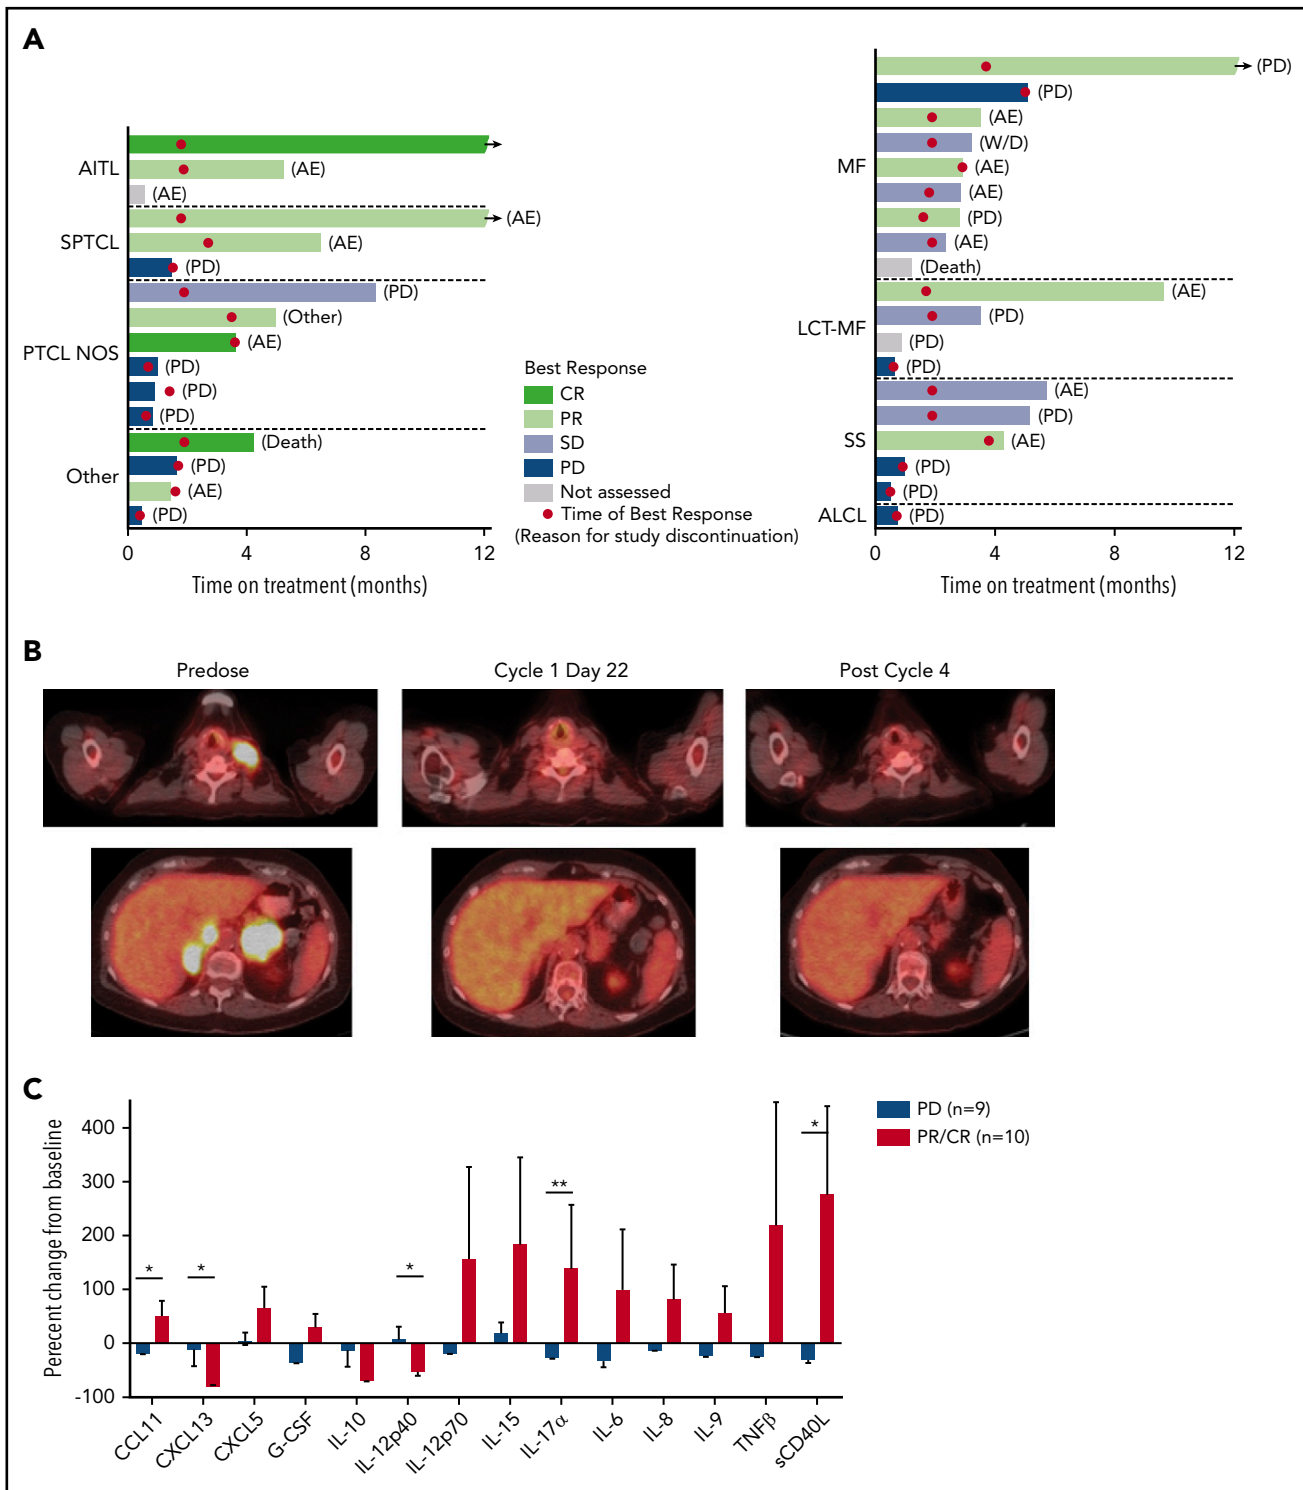 A
AITL
(AE)
(AE)
SPTCL
(AE)
(AE)
(PD)
PTCL NOS
(PD)
(Other)
(AE)
(PD)
(PD)
(PD)
Other
(Death)
(PD)
(AE)
(PD)
0 4 8 12
Time on treatment (months)
Best Response
CR
PR
SD
PD
Not assessed
Time of Best Response
(Reason for study discontinuation)
MF
(PD)
(PD)
(AE)
(W/D)
(AE)
(AE)
(PD)
(AE)
(Death)
LCT-MF
(AE)
(PD)
(PD)
(PD)
SS
(AE)
(PD)
(AE)
(PD)
(PD)
ALCL
(PD)
0 4 8 12
Time on treatment (months)
B
Predose Cycle 1 Day 22 Post Cycle 4
C
Percent change from baseline
400
300
200
100
0
-100
* * * ** *
CCL11 CXCL13 CXCL5 G-CSF IL-10 IL-12p40 IL-12p70 IL-15 IL-17α IL-6 IL-8 IL-9 TNFβ sCD40L
PD (n=9)
PR/CR (n=10)